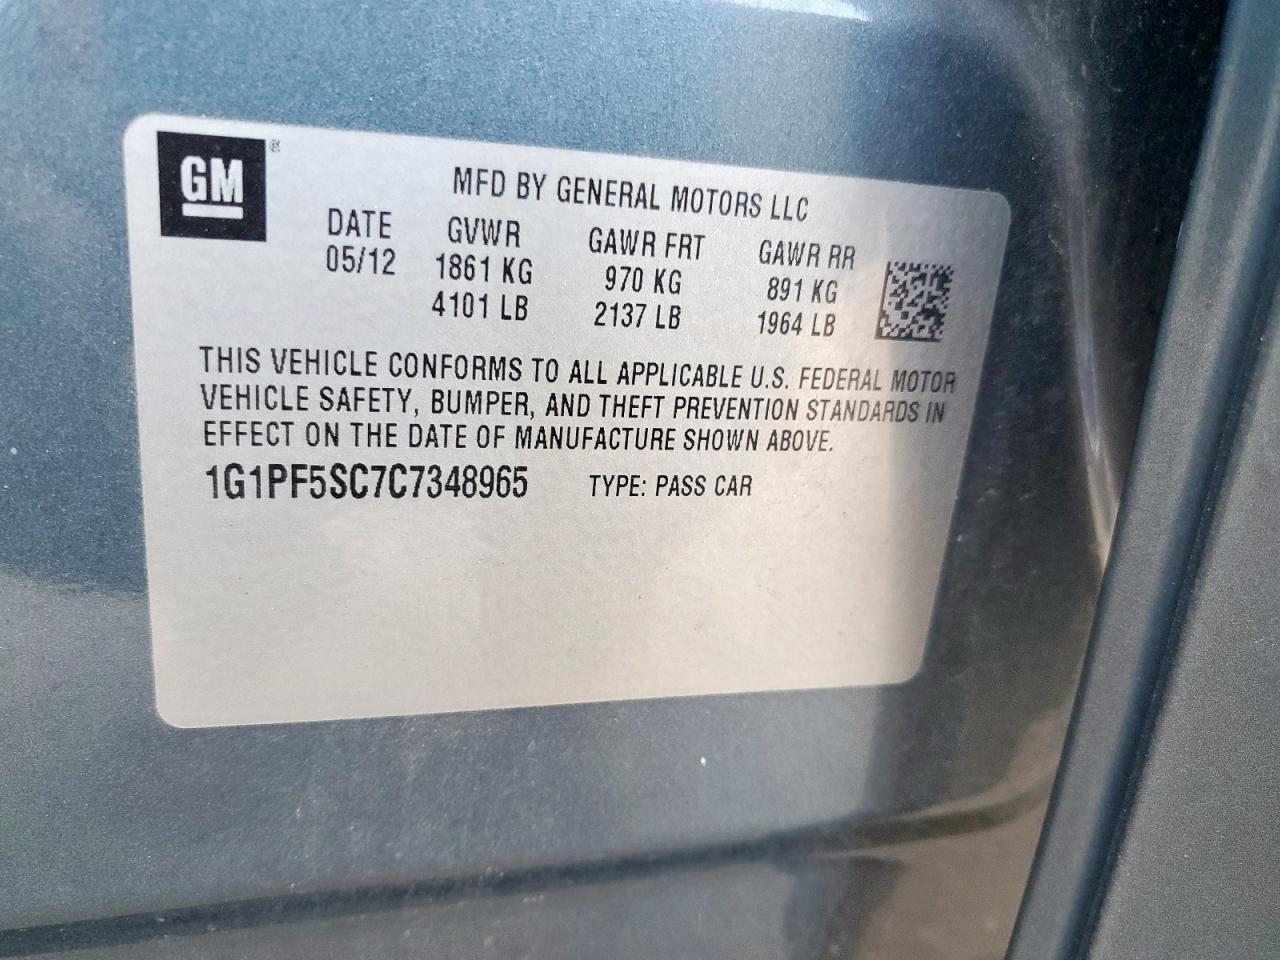 GM ®
MFD BY GENERAL MOTORS LLC
DATE GVWR GAWR FRT GAWR RR
05/12 1861 KG 970 KG 891 KG
4101 LB 2137 LB 1964 LB
THIS VEHICLE CONFORMS TO ALL APPLICABLE U.S. FEDERAL MOTOR
VEHICLE SAFETY, BUMPER, AND THEFT PREVENTION STANDARDS IN
EFFECT ON THE DATE OF MANUFACTURE SHOWN ABOVE.
1G1PF5SC7C7348965 TYPE: PASS CAR